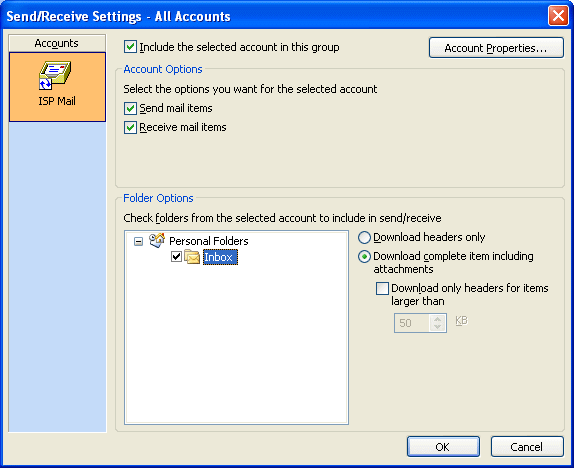 Send/Receive Settings - All Accounts
Accounts
ISP Mail
Include the selected account in this group
Account Properties...
Account Options
Select the options you want for the selected account
Send mail items
Receive mail items
Folder Options
Check folders from the selected account to include in send/receive
Personal Folders
Inbox
Download headers only
Download complete item including
attachments
Download only headers for items
larger than
50
KB
OK
Cancel